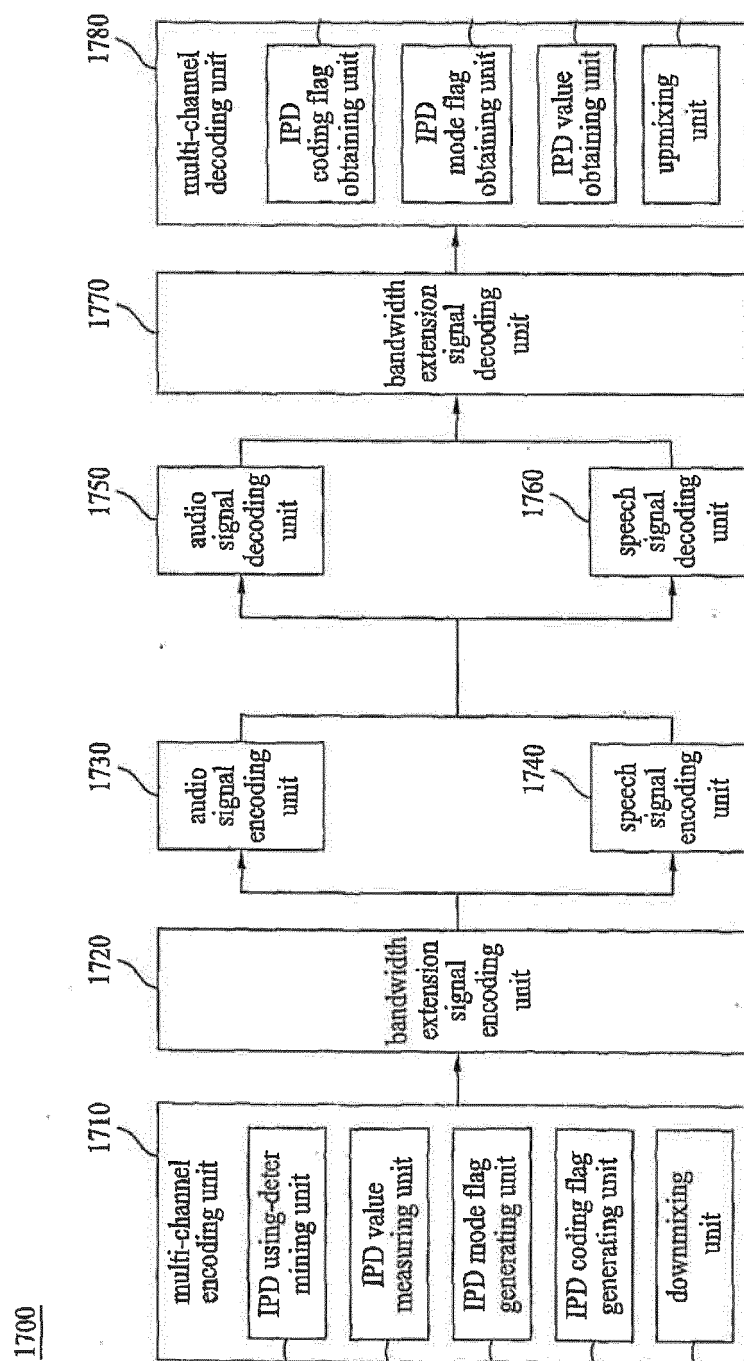 1700
1710
multi-channel
encoding unit
IPD using-deter
mining unit
IPD value
measuring unit
IPD mode flag
generating unit
IPD coding flag
generating unit
downmixing
unit
1720
bandwidth
extension
signal
encoding
unit
1730
audio
signal
encoding
unit
1740
speech
signal
encoding
unit
1750
audio
signal
decoding
unit
1760
speech
signal
decoding
unit
1770
bandwidth
extension
signal
decoding
unit
1780
multi-channel
decoding unit
IPD
coding flag
obtaining unit
IPD
mode flag
obtaining unit
IPD value
obtaining unit
upmixing
unit